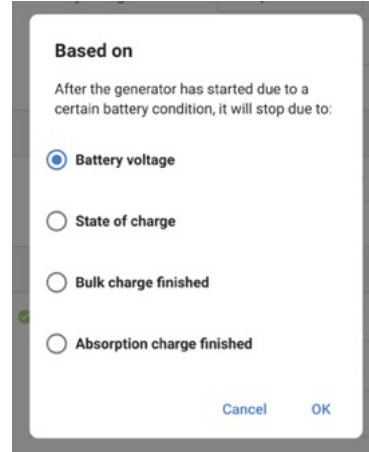 Based on
After the generator has started due to a
certain battery condition, it will stop due to:
Battery voltage
State of charge
Bulk charge finished
Absorption charge finished
Cancel OK